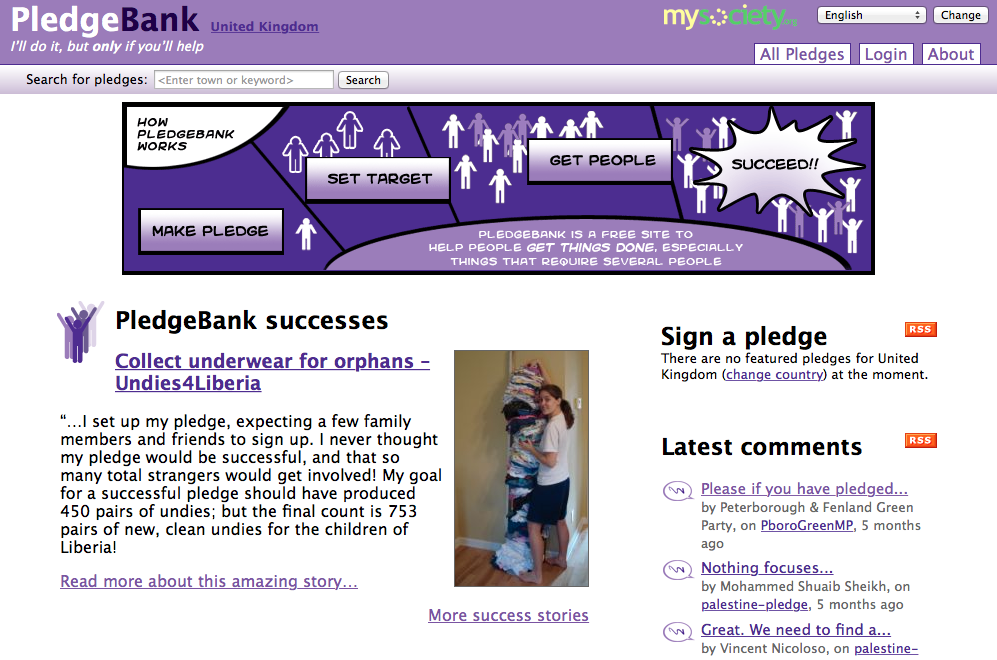 PledgeBank United Kingdom
I'll do it, but only if you'll help
mysociety.org
English
Change
All Pledges
Login
About
Search for pledges: <Enter town or keyword> Search
HOW
PLEDGEBANK
WORKS
MAKE PLEDGE
SET TARGET
GET PEOPLE
SUCCEED!!
PLEDGEBANK IS A FREE SITE TO
HELP PEOPLE GET THINGS DONE, ESPECIALLY
THINGS THAT REQUIRE SEVERAL PEOPLE
PledgeBank successes
Collect underwear for orphans –
Undies4Liberia
“...I set up my pledge, expecting a few family
members and friends to sign up. I never thought
my pledge would be successful, and that so
many total strangers would get involved! My goal
for a successful pledge should have produced
450 pairs of undies; but the final count is 753
pairs of new, clean undies for the children of
Liberia!
Read more about this amazing story...
More success stories
Sign a pledge
RSS
There are no featured pledges for United
Kingdom (change country) at the moment.
Latest comments
RSS
Please if you have pledged...
by Peterborough & Fenland Green
Party, on PboroGreenMP, 5 months
ago
Nothing focuses...
by Mohammed Shuaib Sheikh, on
palestine-pledge, 5 months ago
Great. We need to find a...
by Vincent Nicoloso, on palestine-